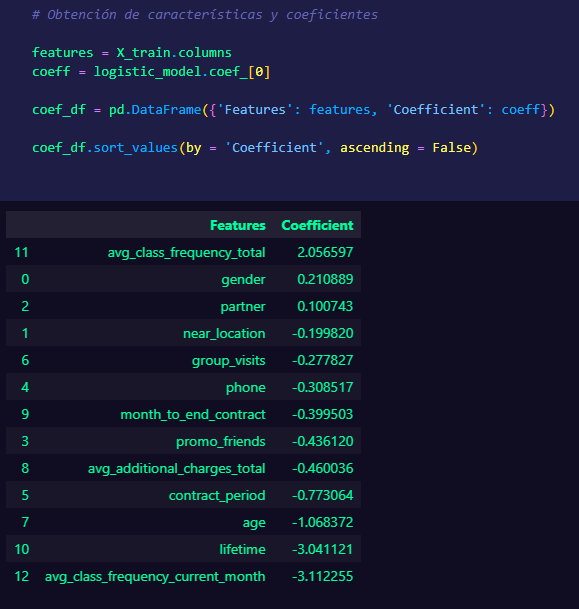 # Obtención de características y coeficientes
features = X_train.columns
coeff = logistic_model.coef_[0]
coef_df = pd.DataFrame({'Features': features, 'Coefficient': coeff})
coef_df.sort_values(by = 'Coefficient', ascending = False)
Features Coefficient
11 avg_class_frequency_total 2.056597
0 gender 0.210889
2 partner 0.100743
1 near_location -0.199820
6 group_visits -0.277827
4 phone -0.308517
9 month_to_end_contract -0.399503
3 promo_friends -0.436120
8 avg_additional_charges_total -0.460036
5 contract_period -0.773064
7 age -1.068372
10 lifetime -3.041121
12 avg_class_frequency_current_month -3.112255